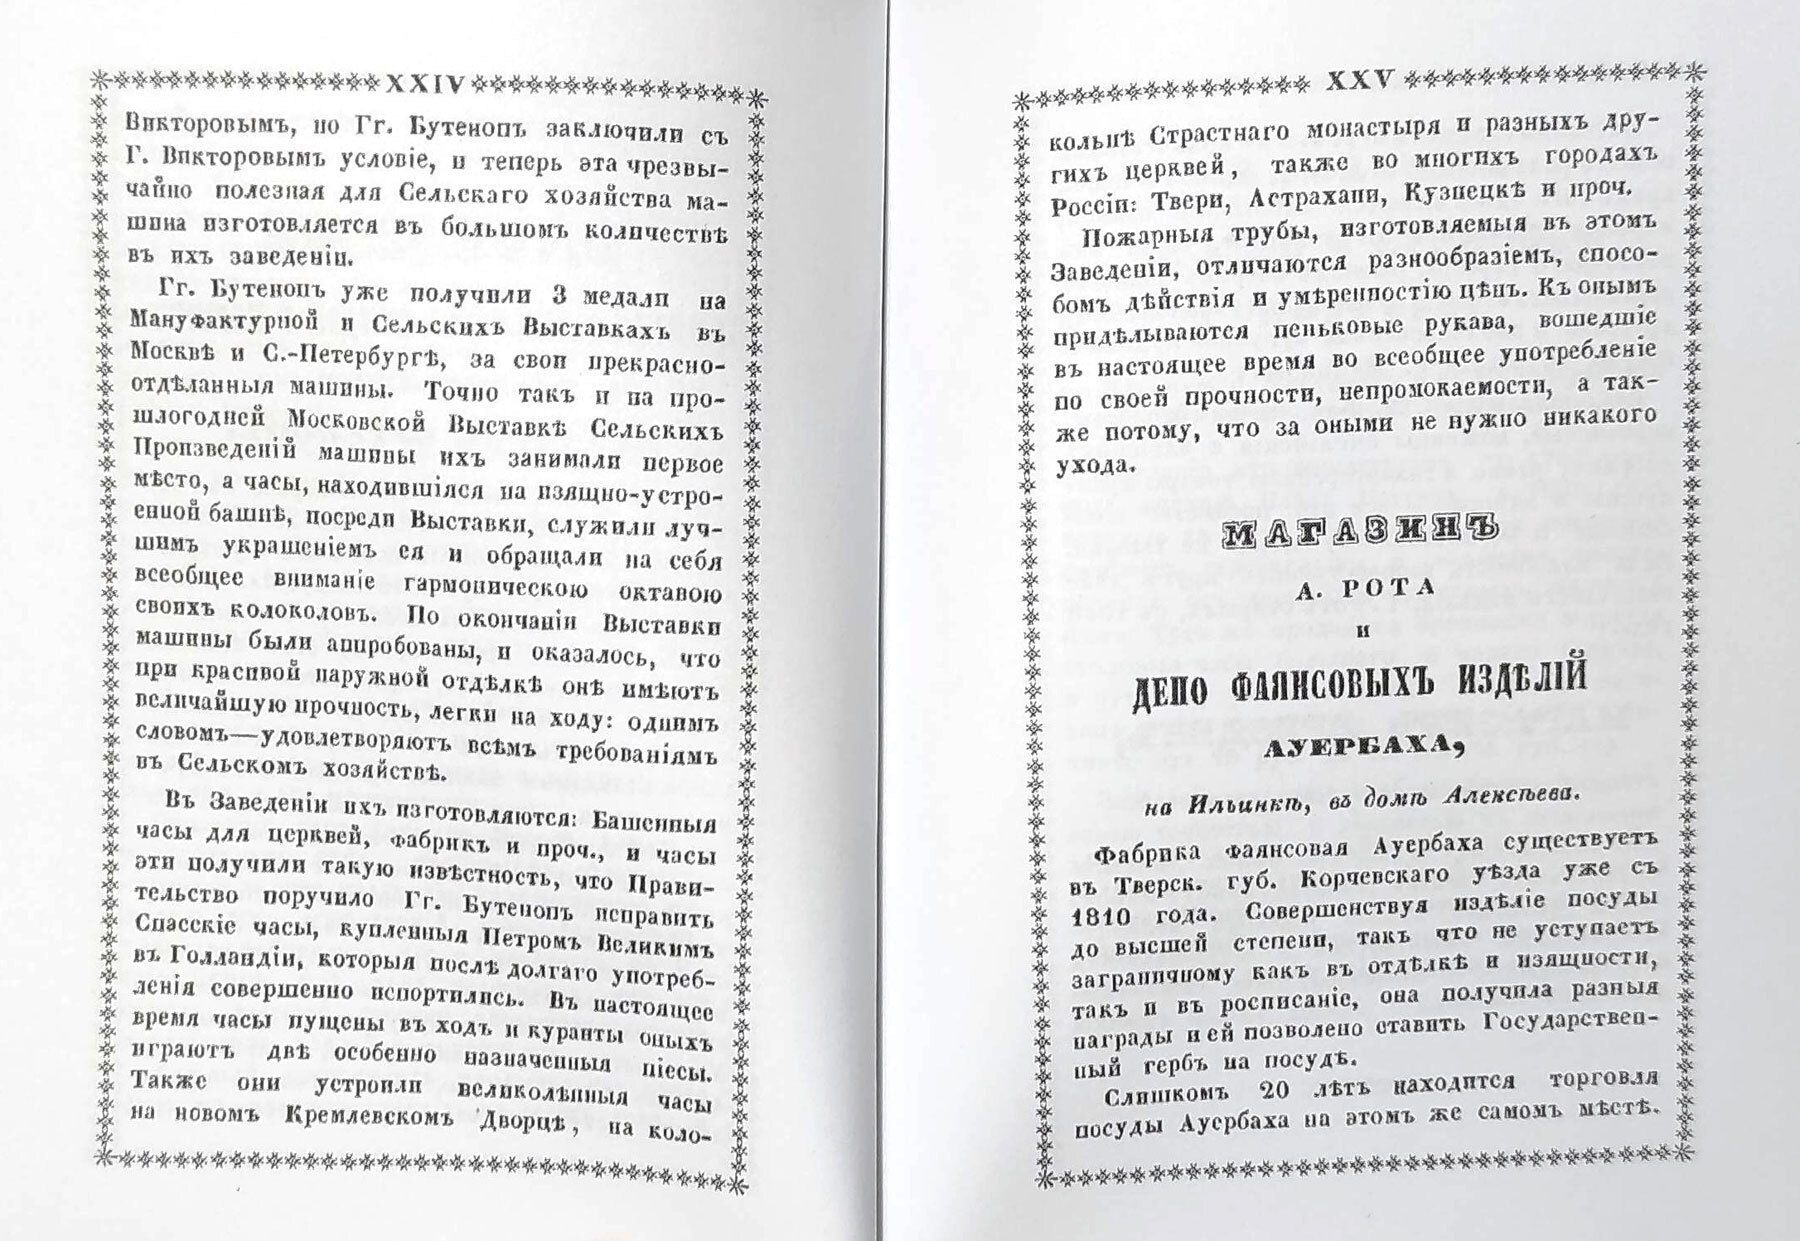 XXIV
Викторовымъ, но Гг. Бутенопъ заключили съ
Г. Викторовымъ условіе, и теперь эта чрезвы-
чайно полезная для Сельскаго хозяйства ма-
шина изготовляется въ большомъ количествѣ
въ ихъ заведеніи.
Гг. Бутенопъ уже получили 3 медали на
Мануфактурной и Сельскихъ Выставкахъ въ
Москвѣ и С.-Петербургѣ, за свои прекрасно-
отдѣланныя машины. Точно такъ и на про-
шлогодней Московской Выставкѣ Сельскихъ
Произведеній машины ихъ занимали первое
мѣсто, а часы, находившіяся на изящно-устро-
енной башнѣ, посреди Выставки, служили луч-
шимъ украшеніемъ ея и обращали на себя
всеобщее вниманіе гармоническою октавою
своихъ колоколовъ. По окончаніи Выставки
машины были аппробованы, и оказалось, что
при красивой наружной отдѣлкѣ онѣ имѣютъ
величайшую прочность, легки на ходу: однимъ
словомъ—удовлетворяютъ всѣмъ требованіямъ
въ Сельскомъ хозяйствѣ.
Въ Заведеніи ихъ изготовляются: Башенныя
часы для церквей, фабрикъ и проч., и часы
эти получили такую извѣстность, что Прави-
тельство поручило Гг. Бутенопъ исправить
Спасскіе часы, купленныя Петромъ Великимъ
въ Голландіи, которыя послѣ долгаго употреб-
ленія совершенно испортились. Въ настоящее
время часы пущены въ ходъ и куранты оныхъ
играютъ двѣ особенно назначенныя піесы.
Также они устроили великолѣпныя часы
на новомъ Кремлевскомъ Дворцѣ, на коло-
XXV
кольнѣ Страстнаго монастыря и разныхъ дру-
гихъ церквей, также во многихъ городахъ
Россіи: Твери, Астрахани, Кузнецкѣ и проч.
Пожарныя трубы, изготовляемыя въ этомъ
Заведеніи, отличаются разнообразіемъ, спосо-
бомъ дѣйствія и умѣренностію цѣнъ. Къ онымъ
придѣлываются пеньковые рукава, вошедшіе
въ настоящее время во всеобщее употребленіе
по своей прочности, непромокаемости, а так-
же потому, что за оными не нужно никакого
ухода.
МАГАЗИНЪ
А. РОТА
и
ДЕПО ФАЯНСОВЫХЪ ИЗДѢЛІЙ
АУЕРБАХА,
на Ильинкѣ, въ домѣ Алексѣева.
Фабрика фаянсовая Ауербаха существуетъ
въ Тверск. губ. Корчевскаго уѣзда уже съ
1810 года. Совершенствуя издѣліе посуды
до высшей степени, такъ что не уступаетъ
заграничному какъ въ отдѣлкѣ и изящности,
такъ и въ росписаніе, она получила разныя
награды и ей позволено ставить Государствен-
ный гербъ на посудѣ.
Слишкомъ 20 лѣтъ находится торговля
посуды Ауербаха на этомъ же самомъ мѣстѣ.